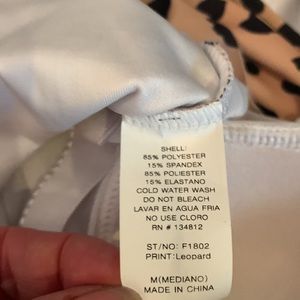 SHELL:
85% POLYESTER
15% SPANDEX
85% POLIESTER
15% ELASTANO
COLD WATER WASH
DO NOT BLEACH
LAVAR EN AGUA FRIA
NO USE CLORO
RN # 134812
ST/NO: F1802
PRINT:Leopard
M(MEDIANO)
MADE IN CHINA